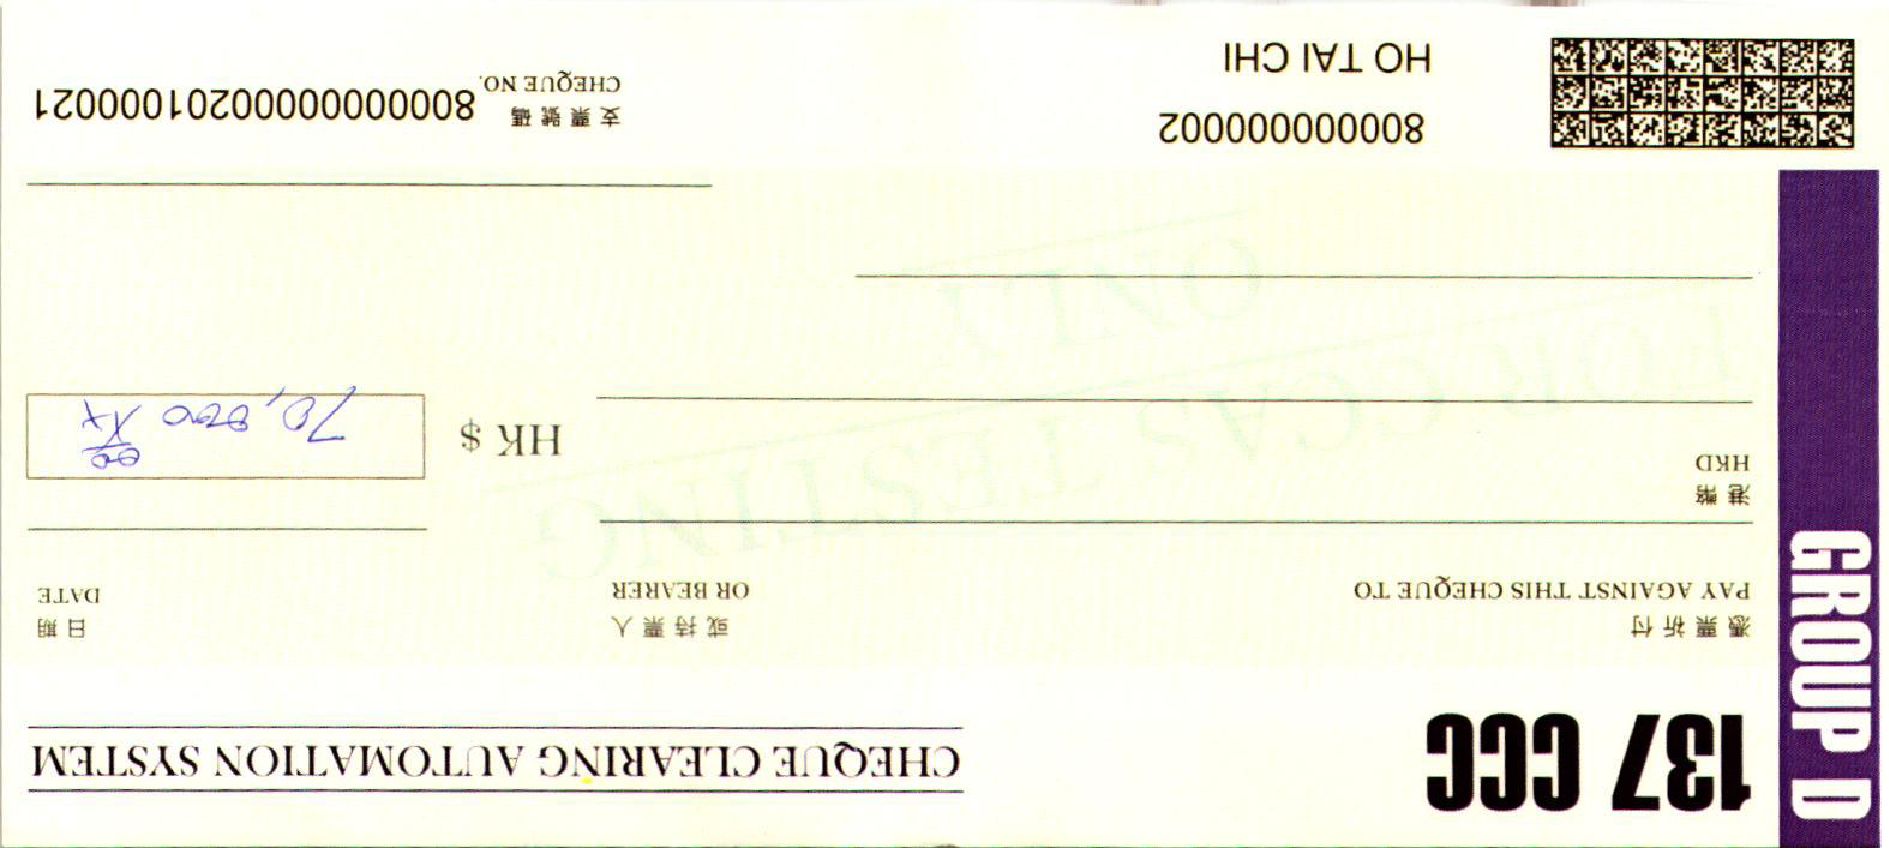 137 CCC
CHEQUE CLEARING AUTOMATION SYSTEM
GROUP D
憑票祈付
PAY AGAINST THIS CHEQUE TO
或持票人
OR BEARER
日期
DATE
港幣
HKD
HK $
70,000 00/XX
FOR CCAS TESTING
ONLY
800000000002
HO TAI CHI
支票號碼
CHEQUE NO.
80000000000201000021